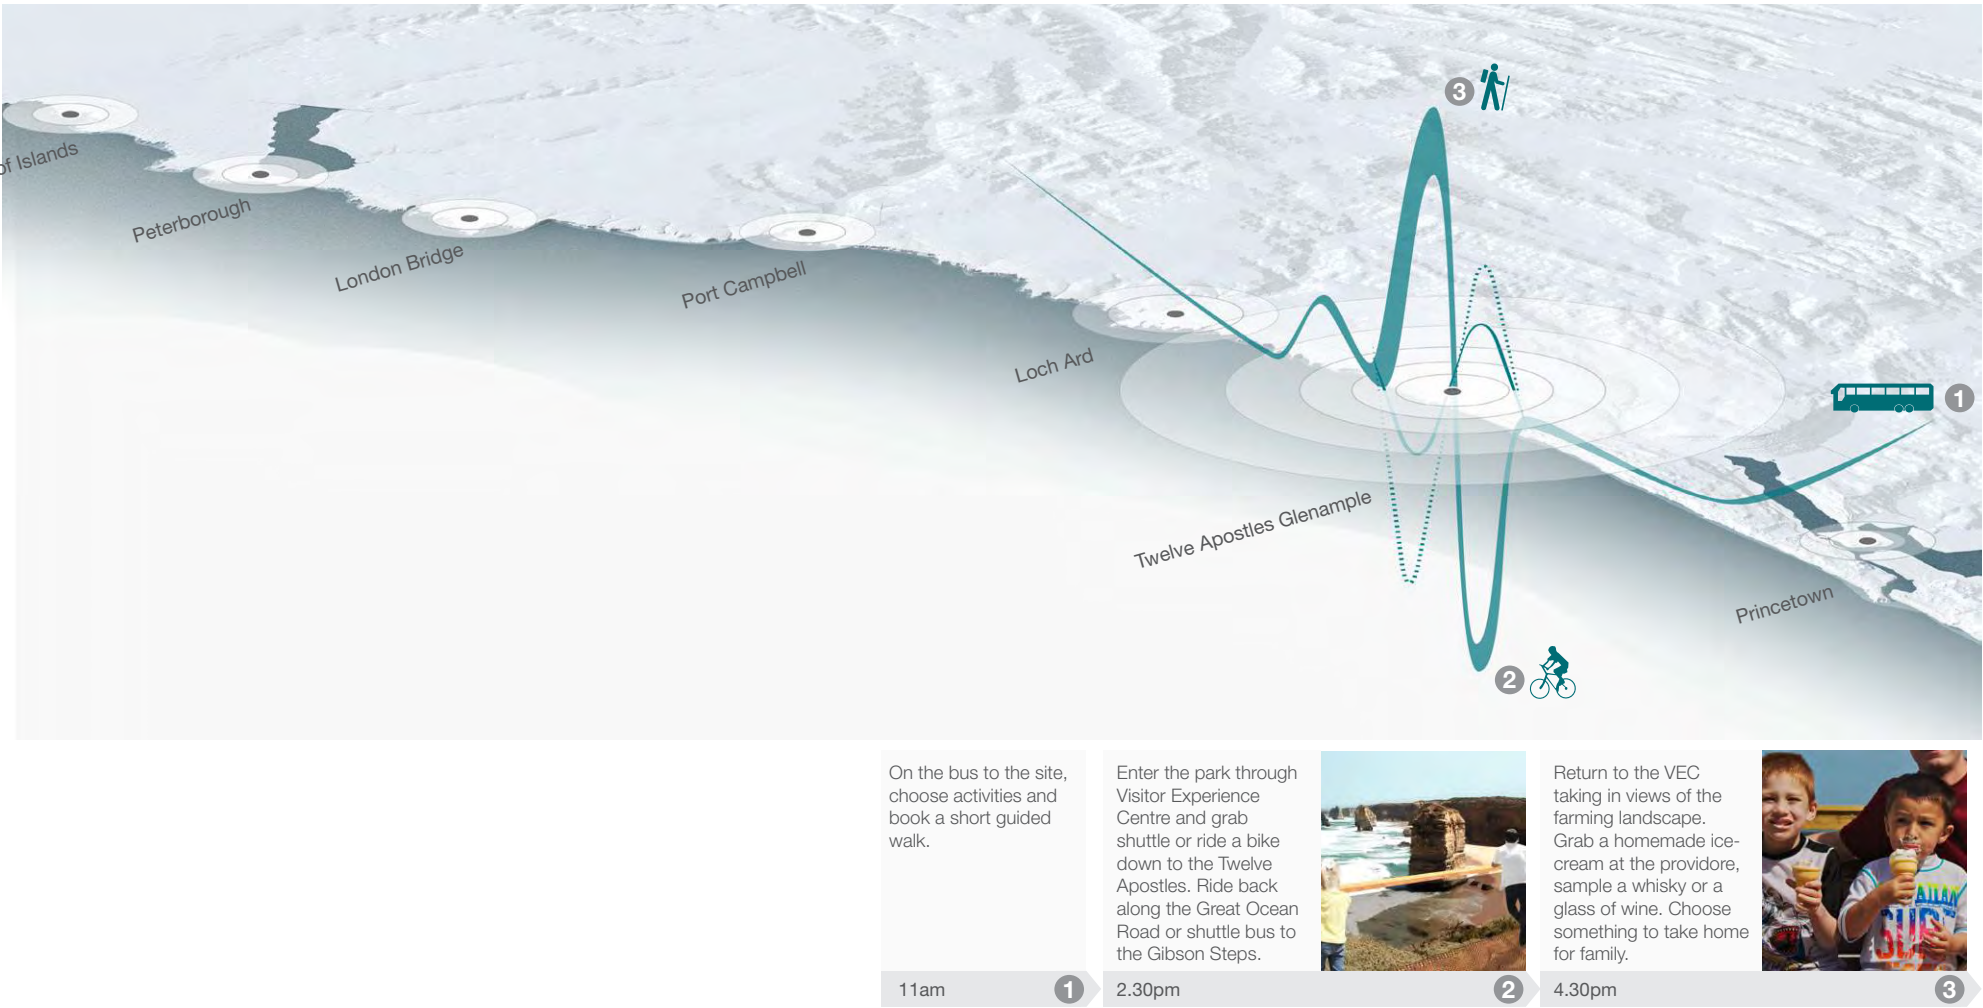 3
of Islands
Peterborough
London Bridge
Port Campbell
Loch Ard
1
Twelve Apostles Glenample
Princetown
2
On the bus to the site,
choose activities and
book a short guided
walk.
11am 1
Enter the park through
Visitor Experience
Centre and grab
shuttle or ride a bike
down to the Twelve
Apostles. Ride back
along the Great Ocean
Road or shuttle bus to
the Gibson Steps.
2.30pm 2
Return to the VEC
taking in views of the
farming landscape.
Grab a homemade ice-
cream at the providore,
sample a whisky or a
glass of wine. Choose
something to take home
for family.
4.30pm 3